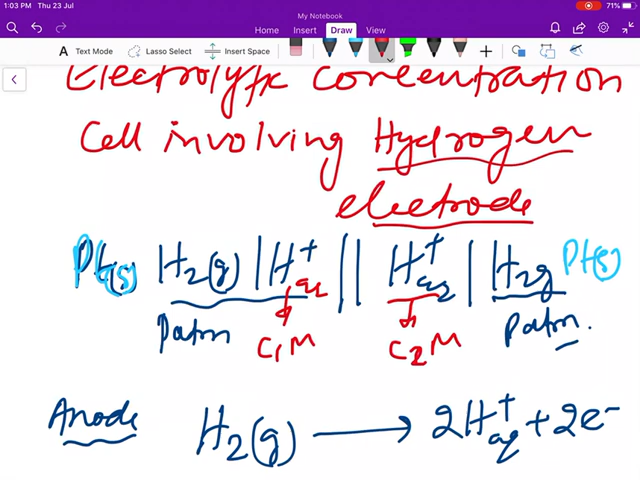 1:03 PM Thu 23 Jul
71%
My Notebook
Home Insert Draw View
A Text Mode Lasso Select Insert Space
Electrolyte Concentration
Cell involving Hydrogen
electrode
Pt(s) H2(g) | H+aq || H+aq | H2g Pt(s)
Patm C1M C2M Patm.
Anode H2(g) ⟶ 2H+aq + 2e-